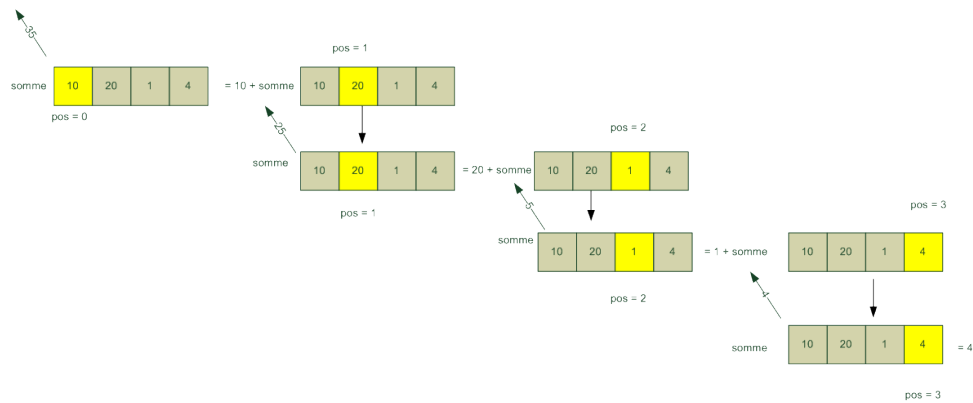 35
pos = 1
somme 10 20 1 4 = 10 + somme 10 20 1 4
pos = 0
25
pos = 2
somme 10 20 1 4 = 20 + somme 10 20 1 4
pos = 1
5
pos = 3
somme 10 20 1 4 = 1 + somme 10 20 1 4
pos = 2
4
somme 10 20 1 4 = 4
pos = 3